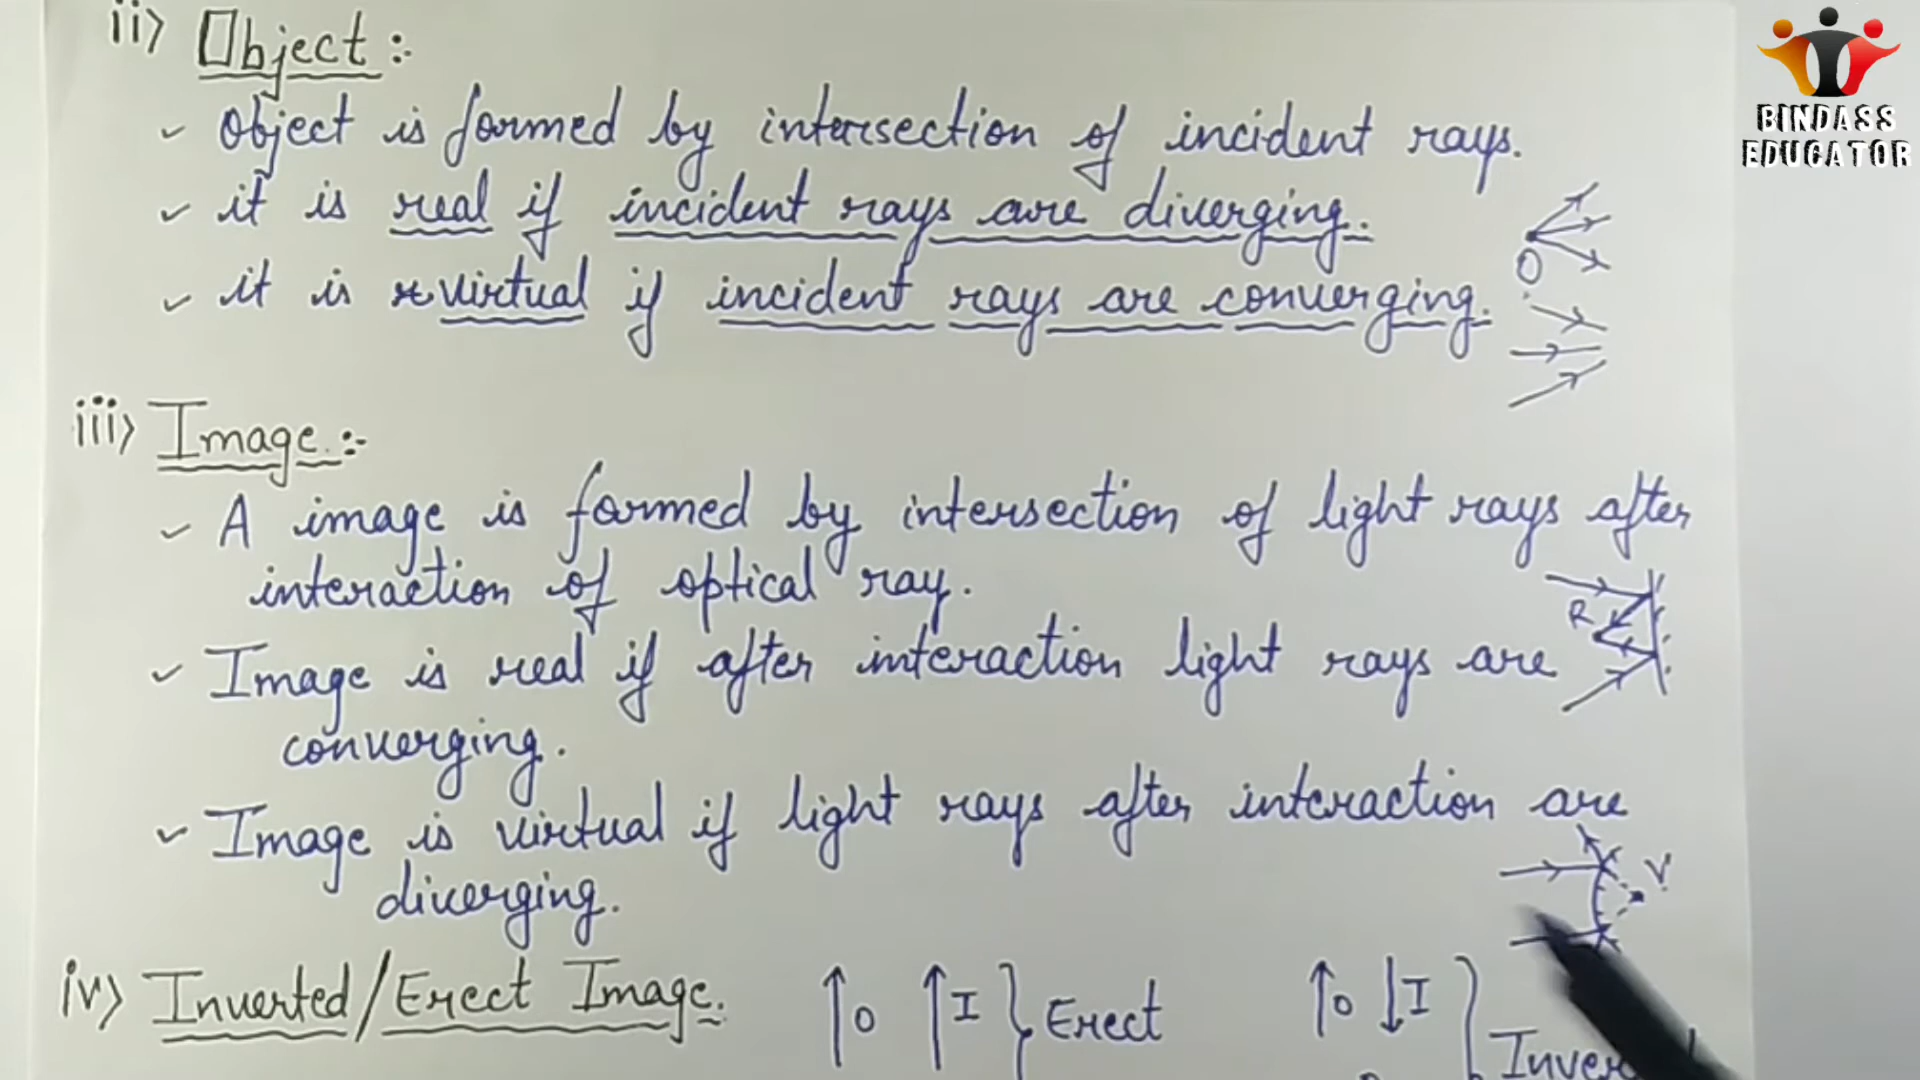 ii) Object :-
BINDASS
EDUCATOR
✓ Object is formed by intersection of incident rays.
✓ it is real if incident rays are diverging.
O
✓ it is virtual if incident rays are converging.
iii) Image :-
✓ A image is formed by intersection of light rays after
interaction of optical ray.
R
✓ Image is real if after interaction light rays are
converging.
✓ Image is virtual if light rays after interaction are
diverging.
V
iv) Inverted/Erect Image.
O I } Erect
O I }